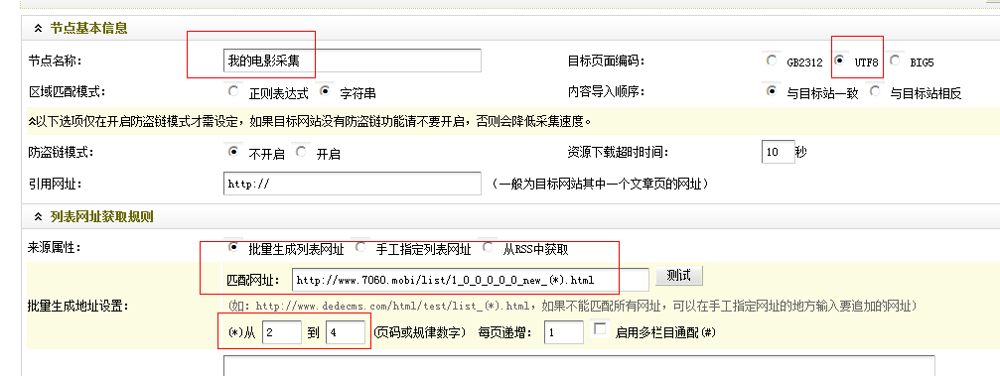 节点基本信息
节点名称： 我的电影采集 目标页面编码： GB2312 UTF8 BIG5
区域匹配模式： 正则表达式 字符串 内容导入顺序： 与目标站一致 与目标站相反
以下选项仅在开启防盗链模式才需设定，如果目标网站没有防盗链功能请不要开启，否则会降低采集速度。
防盗链模式： 不开启 开启 资源下载超时时间： 10 秒
引用网址： http:// （一般为目标网站其中一个文章页的网址）
列表网址获取规则
来源属性： 批量生成列表网址 手工指定列表网址 从RSS中获取
匹配网址： http://www.7060.mobi/list/1_0_0_0_0_0_new_(*).html 测试
批量生成地址设置： (如：http://www.dedecms.com/html/test/list_(*).html，如果不能匹配所有网址，可以在手工指定网址的地方输入要追加的网址)
(*)从 2 到 4 (页码或规律数字) 每页递增： 1 启用多栏目通配(#)